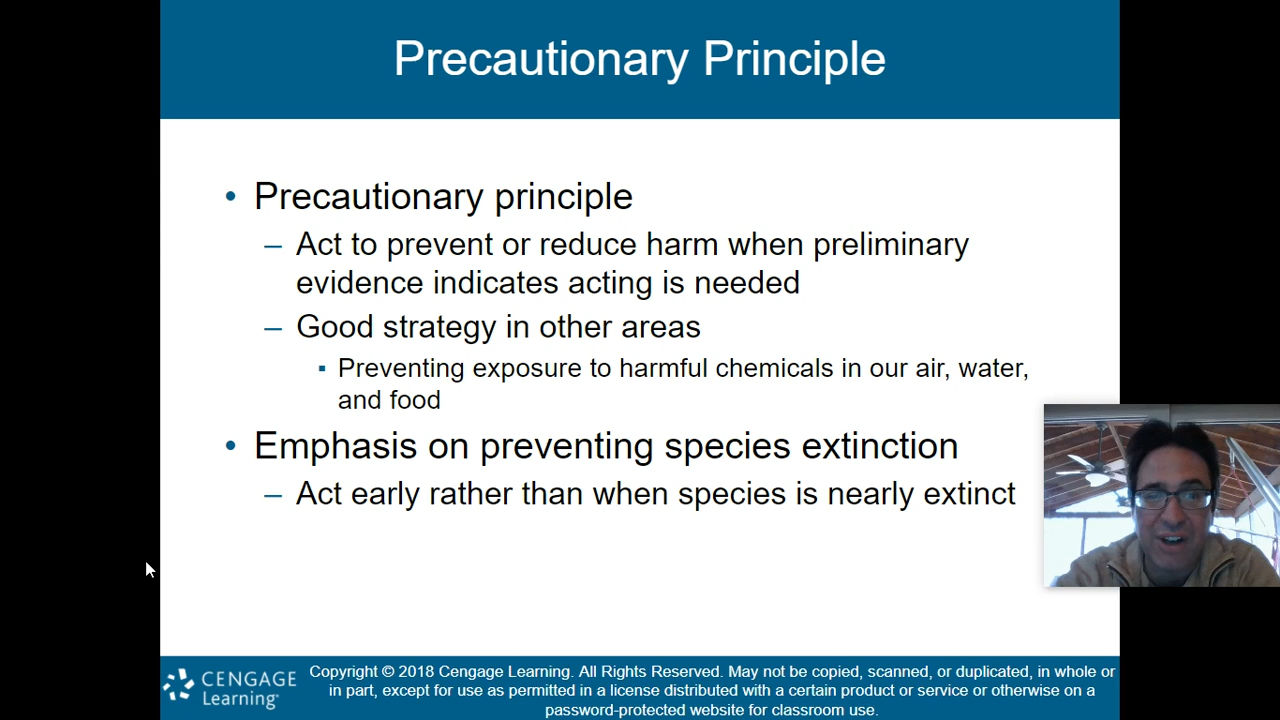 Precautionary Principle
• Precautionary principle
– Act to prevent or reduce harm when preliminary
evidence indicates acting is needed
– Good strategy in other areas
▪ Preventing exposure to harmful chemicals in our air, water,
and food
• Emphasis on preventing species extinction
– Act early rather than when species is nearly extinct
CENGAGE
Learning
Copyright © 2018 Cengage Learning. All Rights Reserved. May not be copied, scanned, or duplicated, in whole or
in part, except for use as permitted in a license distributed with a certain product or service or otherwise on a
password-protected website for classroom use.